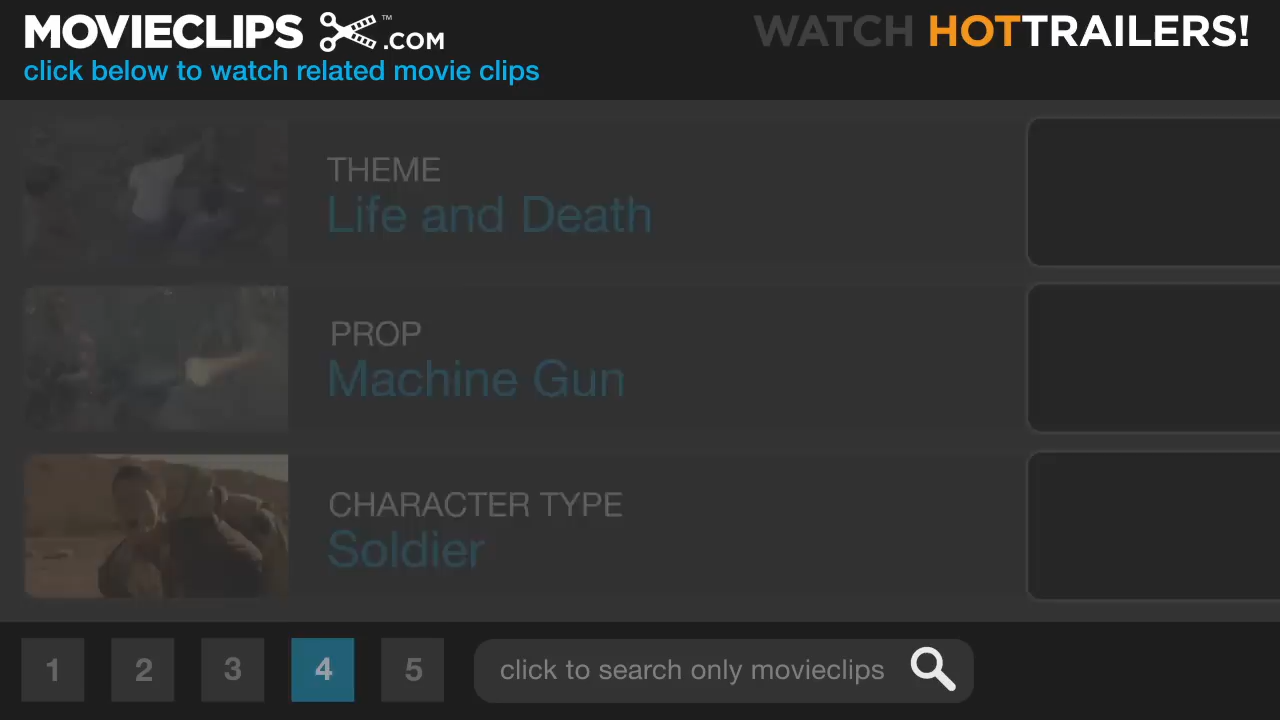 MOVIECLIPS™.COM
WATCH HOTTRAILERS!
click below to watch related movie clips
THEME
Life and Death
PROP
Machine Gun
CHARACTER TYPE
Soldier
1 2 3 4 5 click to search only movieclips